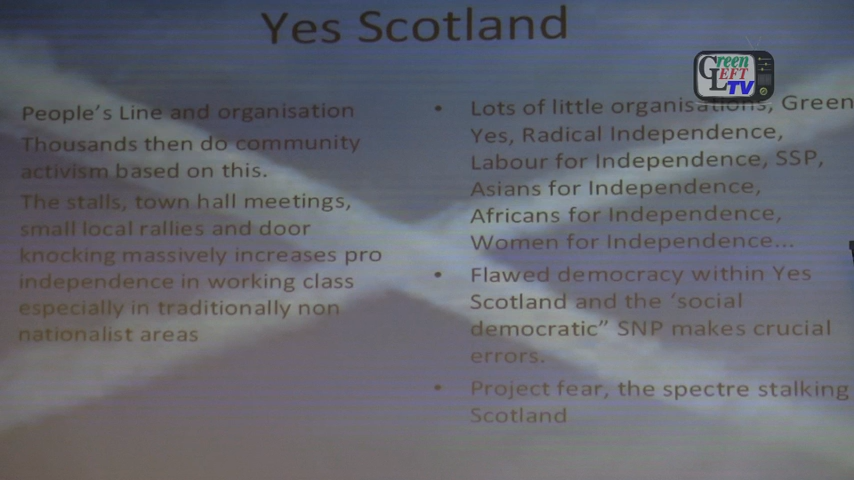 Yes Scotland
Green
LEFT
TV
People's Line and organisation
Thousands then do community
activism based on this.
The stalls, town hall meetings,
small local rallies and door
knocking massively increases pro
independence in working class
especially in traditionally non
nationalist areas
• Lots of little organisations, Green
Yes, Radical Independence,
Labour for Independence, SSP,
Asians for Independence,
Africans for Independence,
Women for Independence...
• Flawed democracy within Yes
Scotland and the ‘social
democratic” SNP makes crucial
errors.
• Project fear, the spectre stalking
Scotland